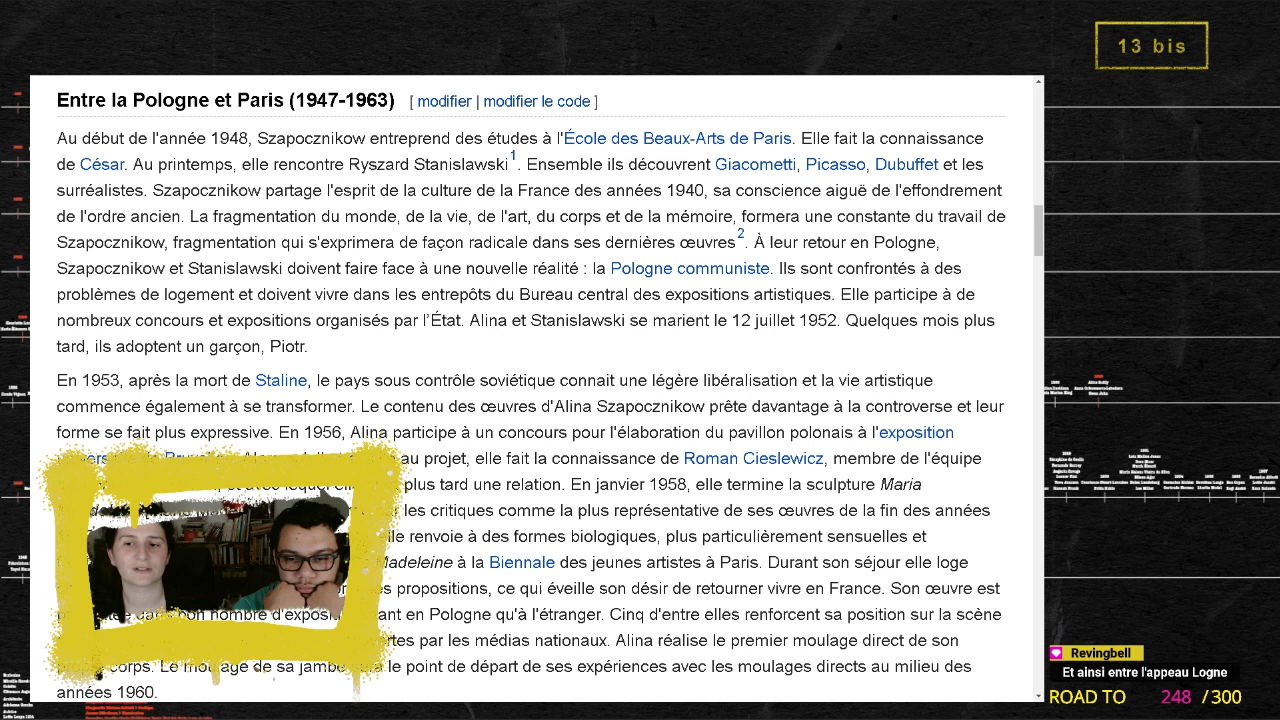 13 bis
Entre la Pologne et Paris (1947-1963) [ modifier | modifier le code ]
Au début de l'année 1948, Szapocznikow entreprend des études à l'École des Beaux-Arts de Paris. Elle fait la connaissance
de César. Au printemps, elle rencontre Ryszard Stanislawski1. Ensemble ils découvrent Giacometti, Picasso, Dubuffet et les
surréalistes. Szapocznikow partage l'esprit de la culture de la France des années 1940, sa conscience aiguë de l'effondrement
de l'ordre ancien. La fragmentation du monde, de la vie, de l'art, du corps et de la mémoire, formera une constante du travail de
Szapocznikow, fragmentation qui s'exprimera de façon radicale dans ses dernières œuvres2. À leur retour en Pologne,
Szapocznikow et Stanislawski doivent faire face à une nouvelle réalité : la Pologne communiste. Ils sont confrontés à des
problèmes de logement et doivent vivre dans les entrepôts du Bureau central des expositions artistiques. Elle participe à de
nombreux concours et expositions organisés par l'État. Alina et Stanislawski se marient le 12 juillet 1952. Quelques mois plus
tard, ils adoptent un garçon, Piotr.
En 1953, après la mort de Staline, le pays sous contrôle soviétique connait une légère libéralisation et la vie artistique
commence également à se transformer. Le contenu des œuvres d'Alina Szapocznikow prête davantage à la controverse et leur
forme se fait plus expressive. En 1956, Alina participe à un concours pour l'élaboration du pavillon polonais à l'exposition
au projet, elle fait la connaissance de Roman Cieslewicz, membre de l'équipe
une relation. En janvier 1958, elle termine la sculpture Maria
les critiques comme la plus représentative de ses œuvres de la fin des années
renvoie à des formes biologiques, plus particulièrement sensuelles et
Madeleine à la Biennale des jeunes artistes à Paris. Durant son séjour elle loge
propositions, ce qui éveille son désir de retourner vivre en France. Son œuvre est
en Pologne qu'à l'étranger. Cinq d'entre elles renforcent sa position sur la scène
par les médias nationaux. Alina réalise le premier moulage direct de son
corps. Le moulage de sa jambe le point de départ de ses expériences avec les moulages directs au milieu des
années 1960.
Revingbell
Et ainsi entre l'appeau Logne
ROAD TO 248 /300